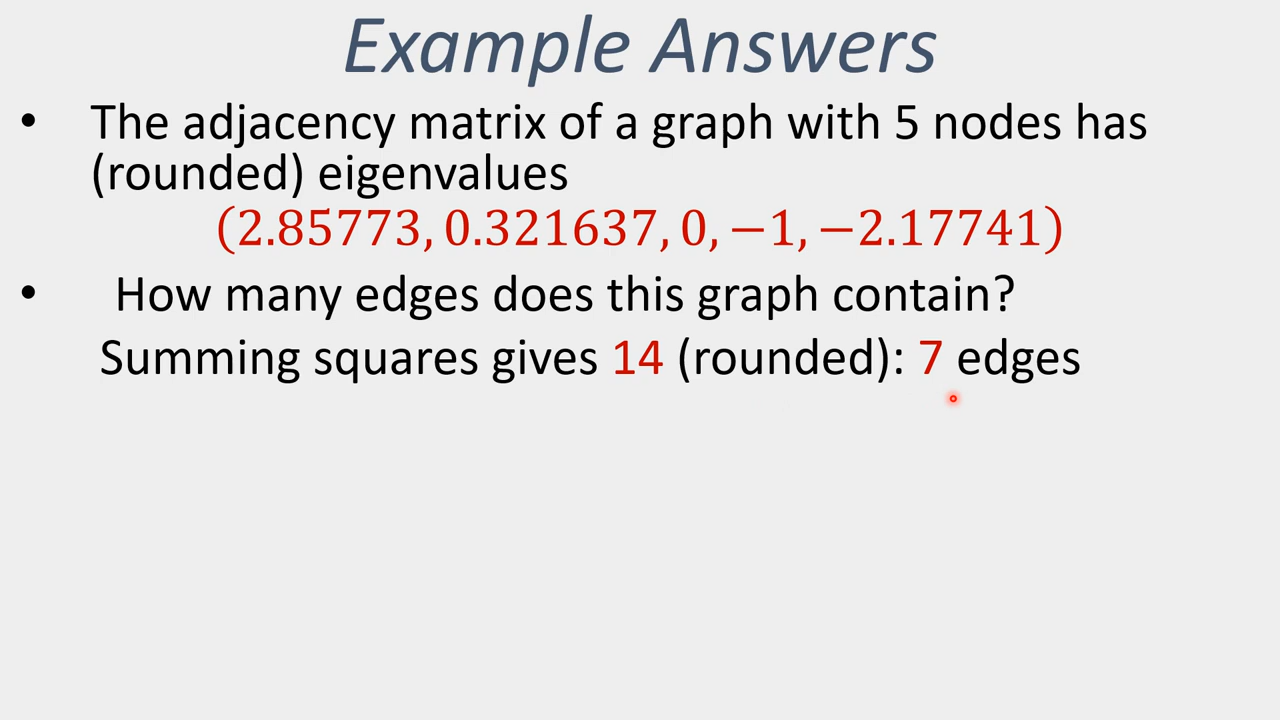 Example Answers
• The adjacency matrix of a graph with 5 nodes has
(rounded) eigenvalues
(2.85773, 0.321637, 0, −1, −2.17741)
• How many edges does this graph contain?
Summing squares gives 14 (rounded): 7 edges